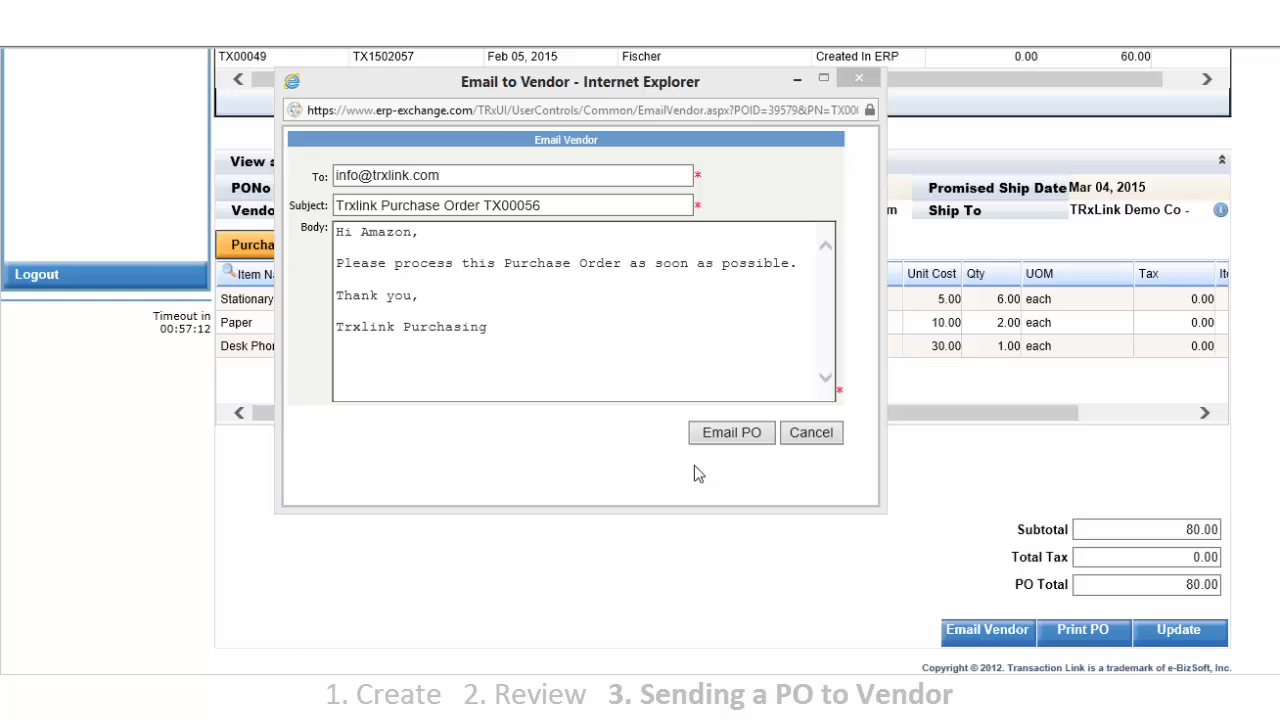 TX00049 TX1502057 Feb 05, 2015 Fischer Created In ERP 0.00 60.00
Email to Vendor - Internet Explorer
https://www.erp-exchange.com/TRxUI/UserControls/Common/EmailVendor.aspx?POID=39579&PN=TX00
Email Vendor
To: info@trxlink.com *
Subject: Trxlink Purchase Order TX00056 *
Body: Hi Amazon,
Please process this Purchase Order as soon as possible.
Thank you,
Trxlink Purchasing
*
Email PO Cancel
View a
PONo Promised Ship Date Mar 04, 2015
Vendo m Ship To TRxLink Demo Co -
Purcha
Item Na Unit Cost Qty UOM Tax Ite
Stationary 5.00 6.00 each 0.00
Paper 10.00 2.00 each 0.00
Desk Phon 30.00 1.00 each 0.00
Logout
Timeout in
00:57:12
Subtotal 80.00
Total Tax 0.00
PO Total 80.00
Email Vendor Print PO Update
Copyright © 2012. Transaction Link is a trademark of e-BizSoft, Inc.
1. Create 2. Review 3. Sending a PO to Vendor